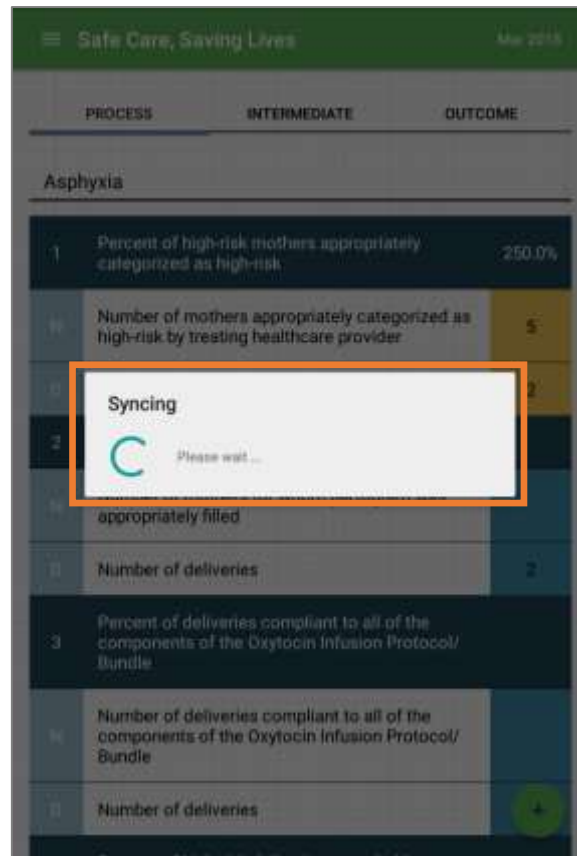 Safe Care, Saving Lives
Mar 2015
PROCESS
INTERMEDIATE
OUTCOME
Asphyxia
1
Percent of high-risk mothers appropriately
categorized as high-risk
250.0%
N
Number of mothers appropriately categorized as
high-risk by treating healthcare provider
5
D
2
Syncing
Please wait...
2
N
appropriately filled
D
Number of deliveries
2
3
Percent of deliveries compliant to all of the
components of the Oxytocin Infusion Protocol/
Bundle
N
Number of deliveries compliant to all of the
components of the Oxytocin Infusion Protocol/
Bundle
D
Number of deliveries
+